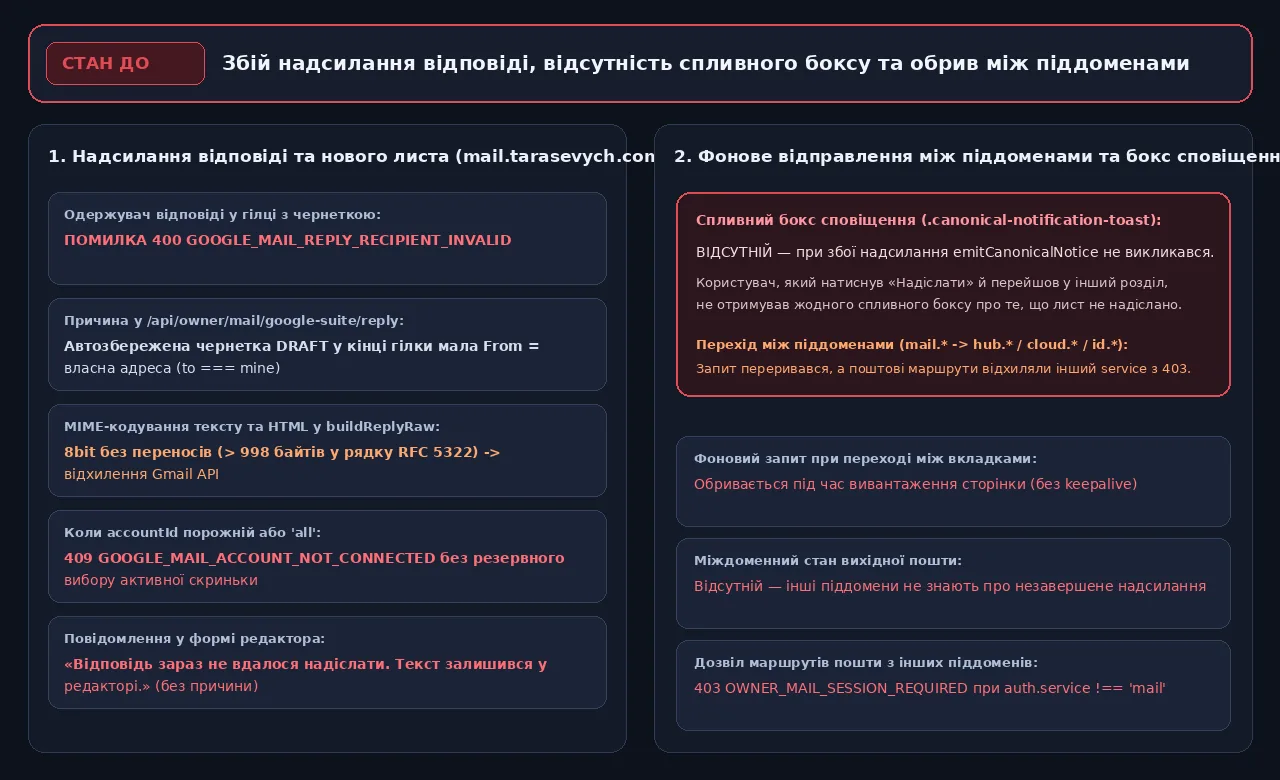 СТАН ДО
Збій надсилання відповіді, відсутність спливного боксу та обрив між піддоменами
1. Надсилання відповіді та нового листа (mail.tarasevych.com
Одержувач відповіді у гілці з чернеткою:
ПОМИЛКА 400 GOOGLE_MAIL_REPLY_RECIPIENT_INVALID
Причина у /api/owner/mail/google-suite/reply:
Автозбережена чернетка DRAFT у кінці гілки мала From =
власна адреса (to === mine)
MIME-кодування тексту та HTML у buildReplyRaw:
8bit без переносів (> 998 байтів у рядку RFC 5322) ->
відхилення Gmail API
Коли accountId порожній або 'all':
409 GOOGLE_MAIL_ACCOUNT_NOT_CONNECTED без резервного
вибору активної скриньки
Повідомлення у формі редактора:
«Відповідь зараз не вдалося надіслати. Текст залишився у
редакторі.» (без причини)
2. Фонове відправлення між піддоменами та бокс сповіщенн
Спливний бокс сповіщення (.canonical-notification-toast):
ВІДСУТНІЙ — при збої надсилання emitCanonicalNotice не викликався.
Користувач, який натиснув «Надіслати» й перейшов у інший розділ,
не отримував жодного спливного боксу про те, що лист не надіслано.
Перехід між піддоменами (mail.* -> hub.* / cloud.* / id.*):
Запит переривався, а поштові маршрути відхиляли інший service з 403.
Фоновий запит при переході між вкладками:
Обривається під час вивантаження сторінки (без keepalive)
Міждоменний стан вихідної пошти:
Відсутній — інші піддомени не знають про незавершене надсилання
Дозвіл маршрутів пошти з інших піддоменів:
403 OWNER_MAIL_SESSION_REQUIRED при auth.service !== 'mail'